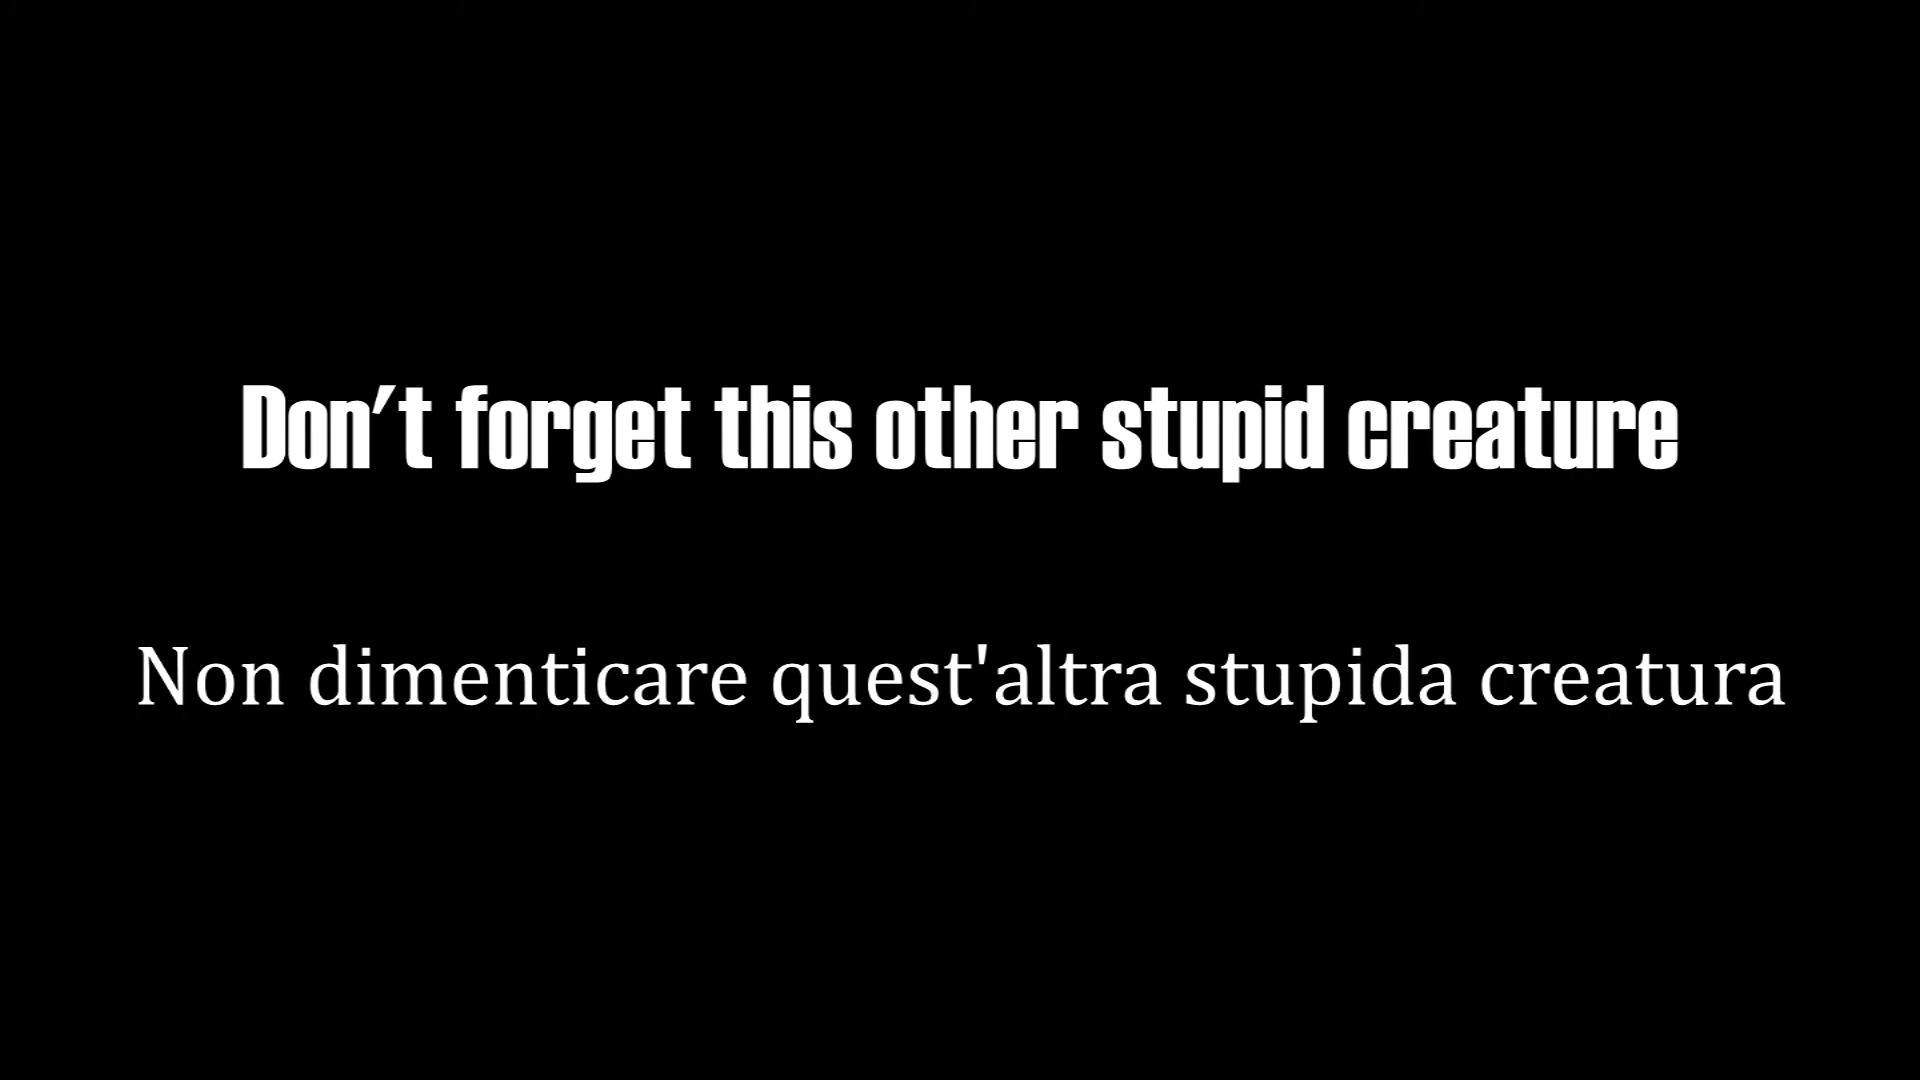 Don't forget this other stupid creature
Non dimenticare quest'altra stupida creatura